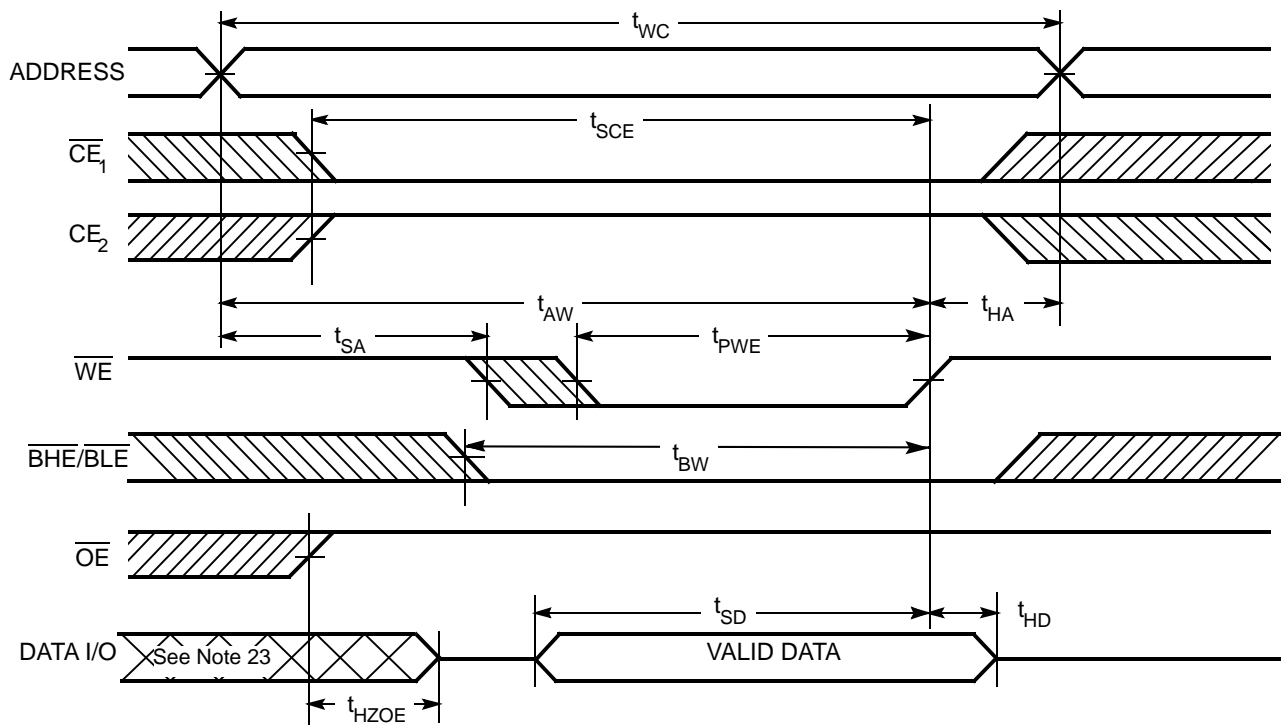 tWC
ADDRESS
tSCE
CE1
CE2
tAW
tHA
tSA
tPWE
WE
BHE/BLE
tBW
OE
tSD
tHD
DATA I/O
See Note 23
VALID DATA
tHZOE